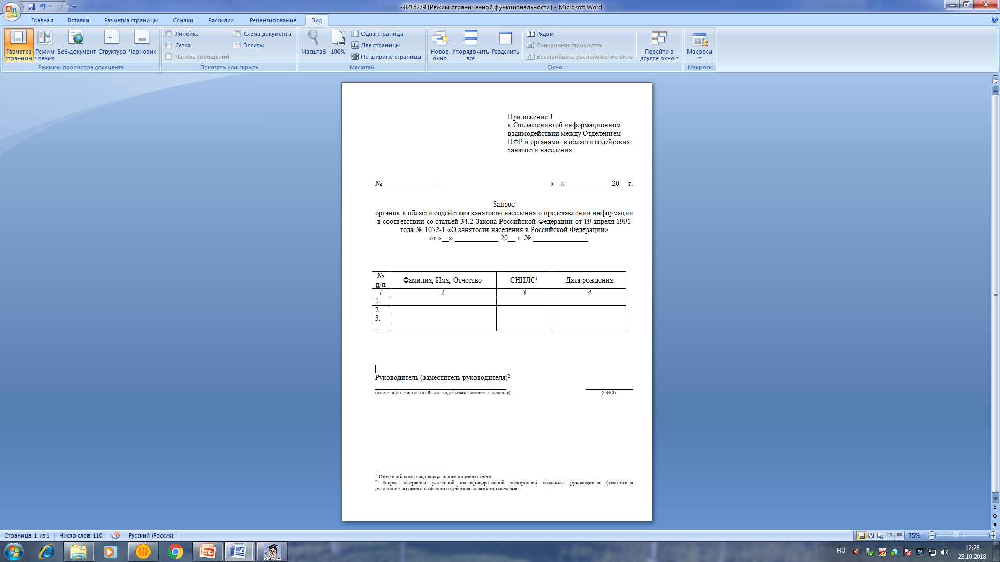 ~8218279 [Режим ограниченной функциональности] - Microsoft Word
Главная Вставка Разметка страницы Ссылки Рассылки Рецензирование Вид
Разметка страницы
Режим чтения
Веб-документ
Структура
Черновик
Режимы просмотра документа
Линейка
Сетка
Панель сообщений
Схема документа
Эскизы
Показать или скрыть
Масштаб
100%
Одна страница
Две страницы
По ширине страницы
Масштаб
Новое окно
Упорядочить все
Разделить
Рядом
Синхронная прокрутка
Восстановить расположение окна
Перейти в другое окно
Окно
Макросы
Макросы
Приложение 1
к Соглашению об информационном
взаимодействии между Отделением
ПФР и органами в области содействия
занятости населения
№ _______________ «__» ____________ 20__ г.
Запрос
органов в области содействия занятости населения о представлении информации
в соответствии со статьей 34.2 Закона Российской Федерации от 19 апреля 1991
года № 1032-1 «О занятости населения в Российской Федерации»
от «__» ____________ 20__ г. № _______________
№ п/п Фамилия, Имя, Отчество СНИЛС1 Дата рождения
1 2 3 4
1.
2.
3.
…
Руководитель (заместитель руководителя)2
____________________________________ _____________
(наименование органа в области содействия занятости населения) (ФИО)
1 Страховой номер индивидуального лицевого счета
2 Запрос заверяется усиленной квалифицированной электронной подписью руководителя (заместителя
руководителя) органа в области содействия занятости населения.
Страница: 1 из 1 Число слов: 110 Русский (Россия) 75%
RU 12:28
23.10.2018